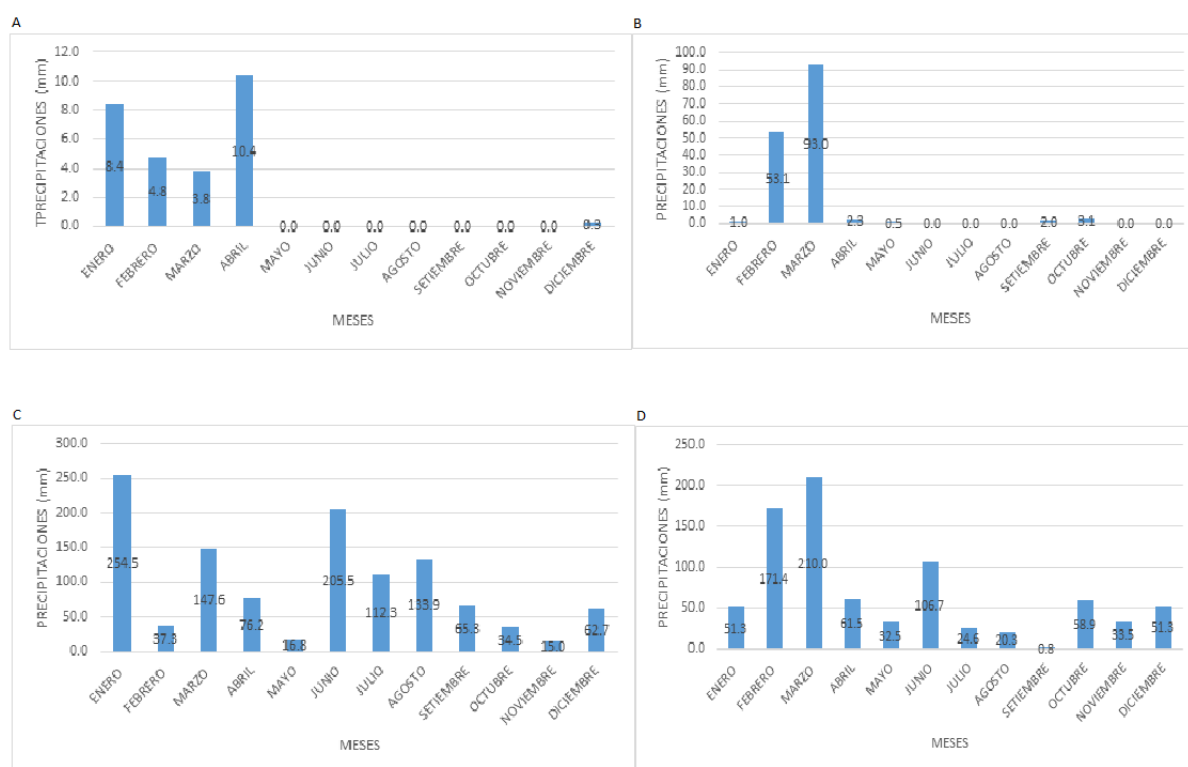 A
TPRECIPITACIONES (mm)
12.0
10.0
8.0
6.0
4.0
2.0
0.0
8.4
4.8
3.8
10.4
0.0
0.0
0.0
0.0
0.0
0.0
0.0
0.3
ENERO
FEBRERO
MARZO
ABRIL
MAYO
JUNIO
JULIO
AGOSTO
SETIEMBRE
OCTUBRE
NOVIEMBRE
DICIEMBRE
MESES
B
PRECIPITACIONES (mm)
100.0
90.0
80.0
70.0
60.0
50.0
40.0
30.0
20.0
10.0
0.0
1.0
53.1
93.0
2.3
0.5
0.0
0.0
0.0
2.0
3.1
0.0
0.0
ENERO
FEBRERO
MARZO
ABRIL
MAYO
JUNIO
JULIO
AGOSTO
SETIEMBRE
OCTUBRE
NOVIEMBRE
DICIEMBRE
MESES
C
PRECIPITACIONES (mm)
300.0
250.0
200.0
150.0
100.0
50.0
0.0
254.5
37.3
147.6
76.2
16.8
205.5
112.3
133.9
65.3
34.5
15.0
62.7
ENERO
FEBRERO
MARZO
ABRIL
MAYO
JUNIO
JULIO
AGOSTO
SETIEMBRE
OCTUBRE
NOVIEMBRE
DICIEMBRE
MESES
D
PRECIPITACIONES (mm)
250.0
200.0
150.0
100.0
50.0
0.0
51.3
171.4
210.0
61.5
32.5
106.7
24.6
20.3
0.8
58.9
33.5
51.3
ENERO
FEBRERO
MARZO
ABRIL
MAYO
JUNIO
JULIO
AGOSTO
SETIEMBRE
OCTUBRE
NOVIEMBRE
DICIEMBRE
MESES